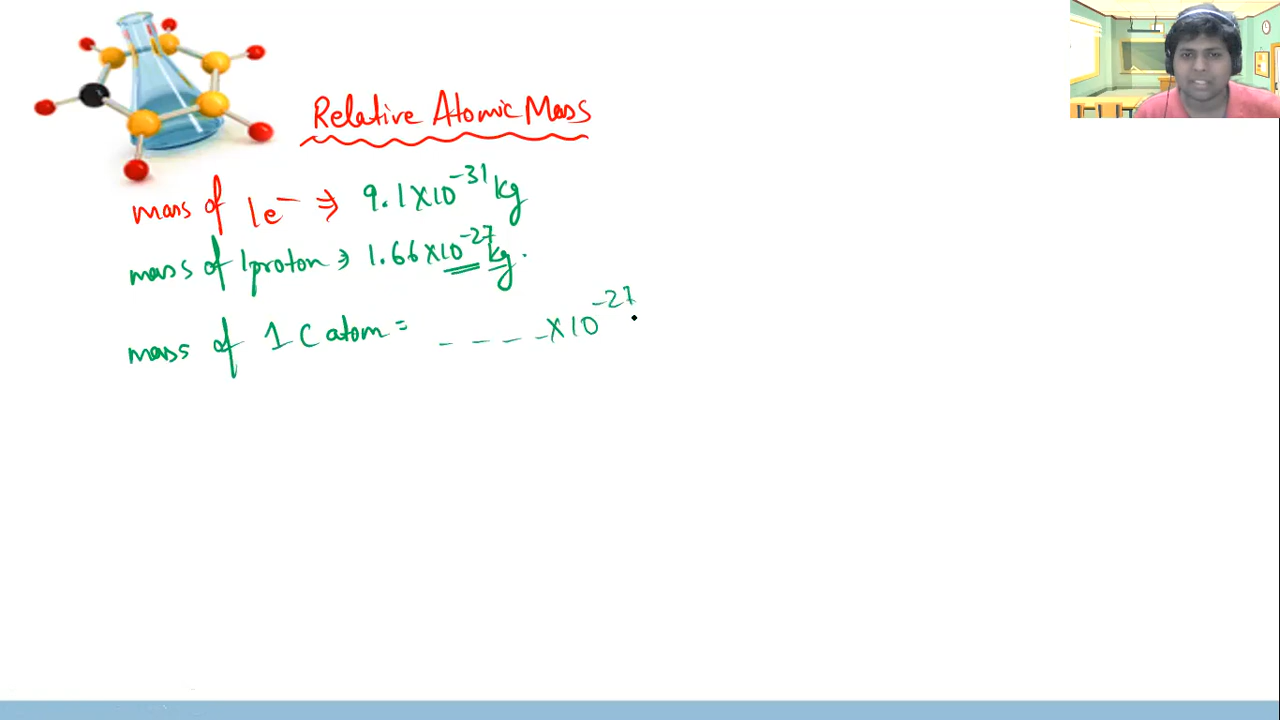 Relative Atomic Mass
mass of 1e⁻ ⇒ 9.1×10⁻³¹ kg
mass of 1proton ⇒ 1.66×10⁻²⁷ kg.
mass of 1 C atom = _ _ _ _ ×10⁻²⁷